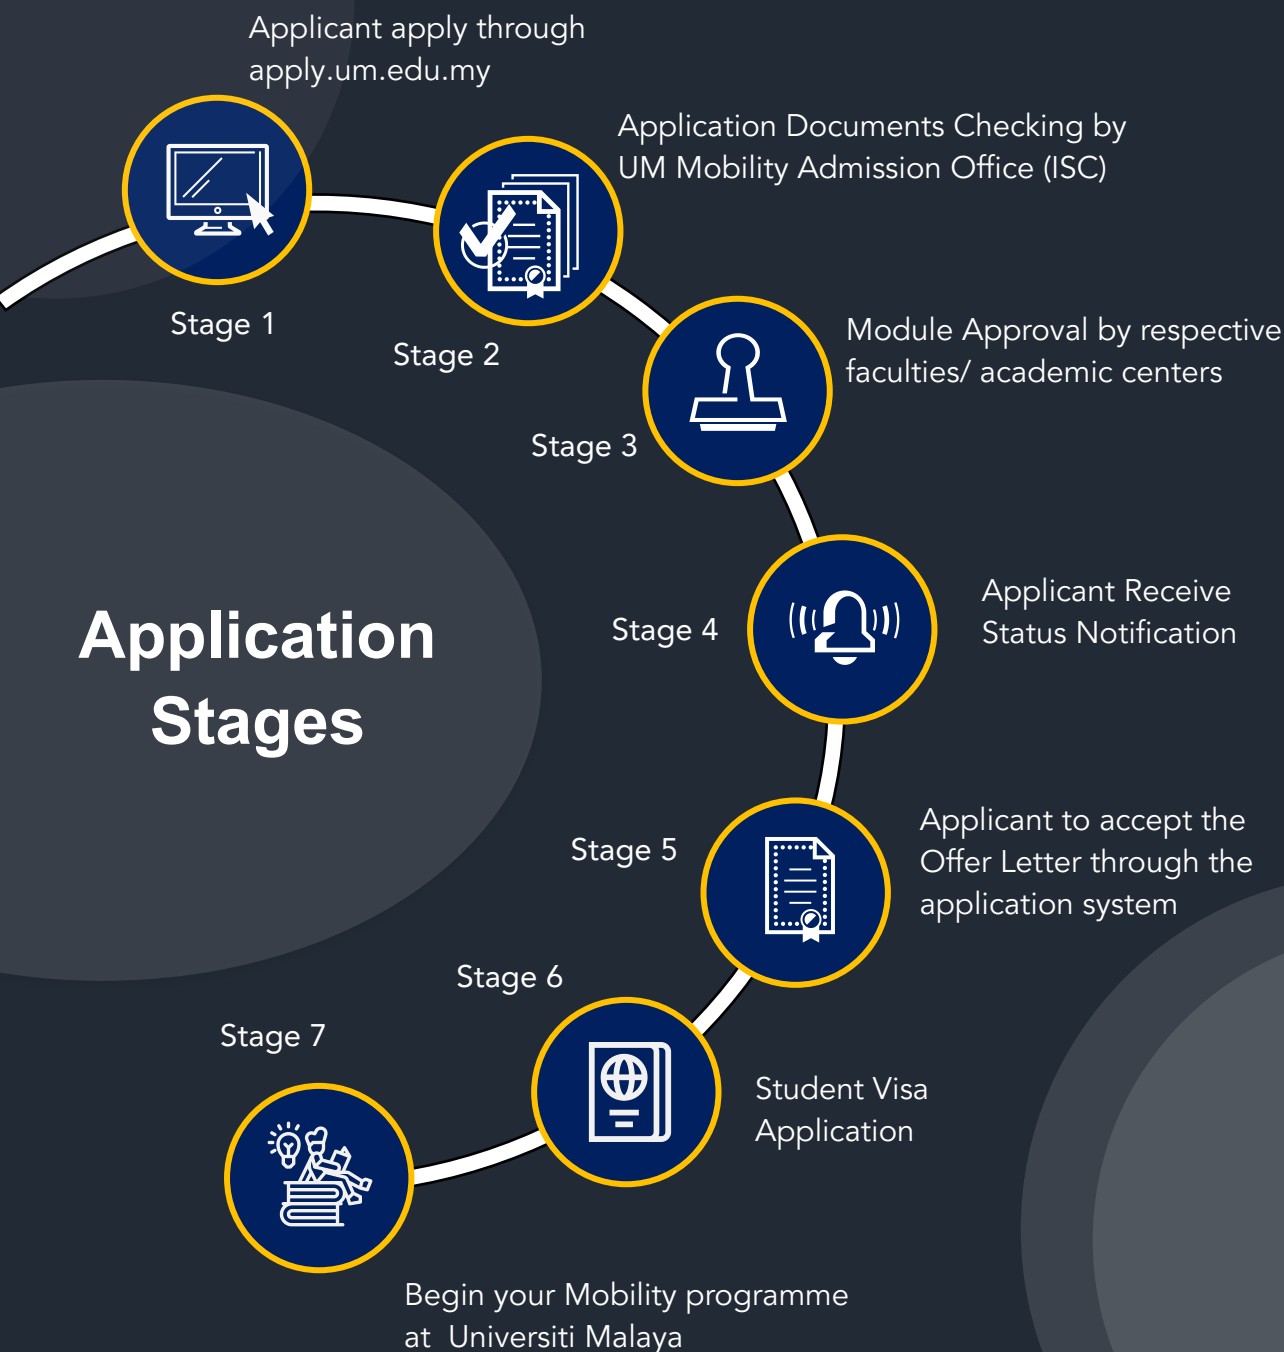 Applicant apply through
apply.um.edu.my
Stage 1
Application Documents Checking by
UM Mobility Admission Office (ISC)
Stage 2
Module Approval by respective
faculties/ academic centers
Stage 3
Applicant Receive
Status Notification
Stage 4
Application
Stages
Applicant to accept the
Offer Letter through the
application system
Stage 5
Stage 6
Student Visa
Application
Stage 7
Begin your Mobility programme
at Universiti Malaya